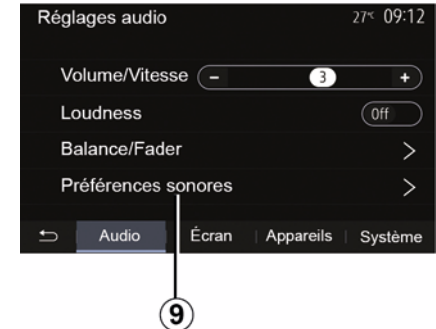 Réglages audio 27°C 09:12
Volume/Vitesse - 3 +
Loudness Off
Balance/Fader >
Préférences sonores >
Audio Écran Appareils Système
9